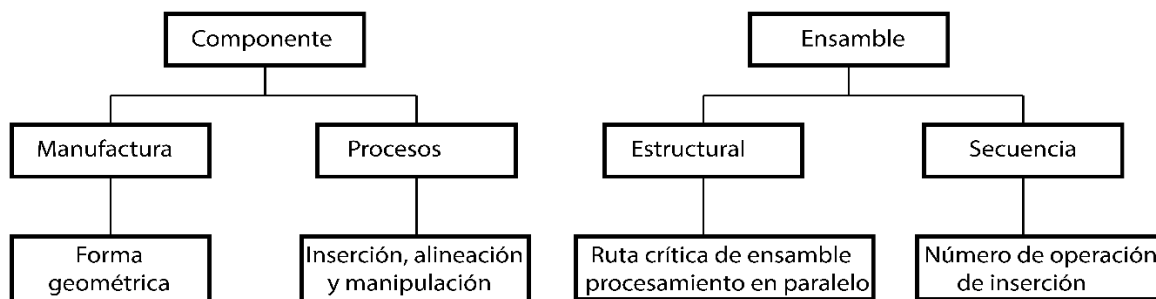 Componente
Ensamble
Manufactura
Procesos
Estructural
Secuencia
Forma
geométrica
Inserción, alineación
y manipulación
Ruta crítica de ensamble
procesamiento en paralelo
Número de operación
de inserción